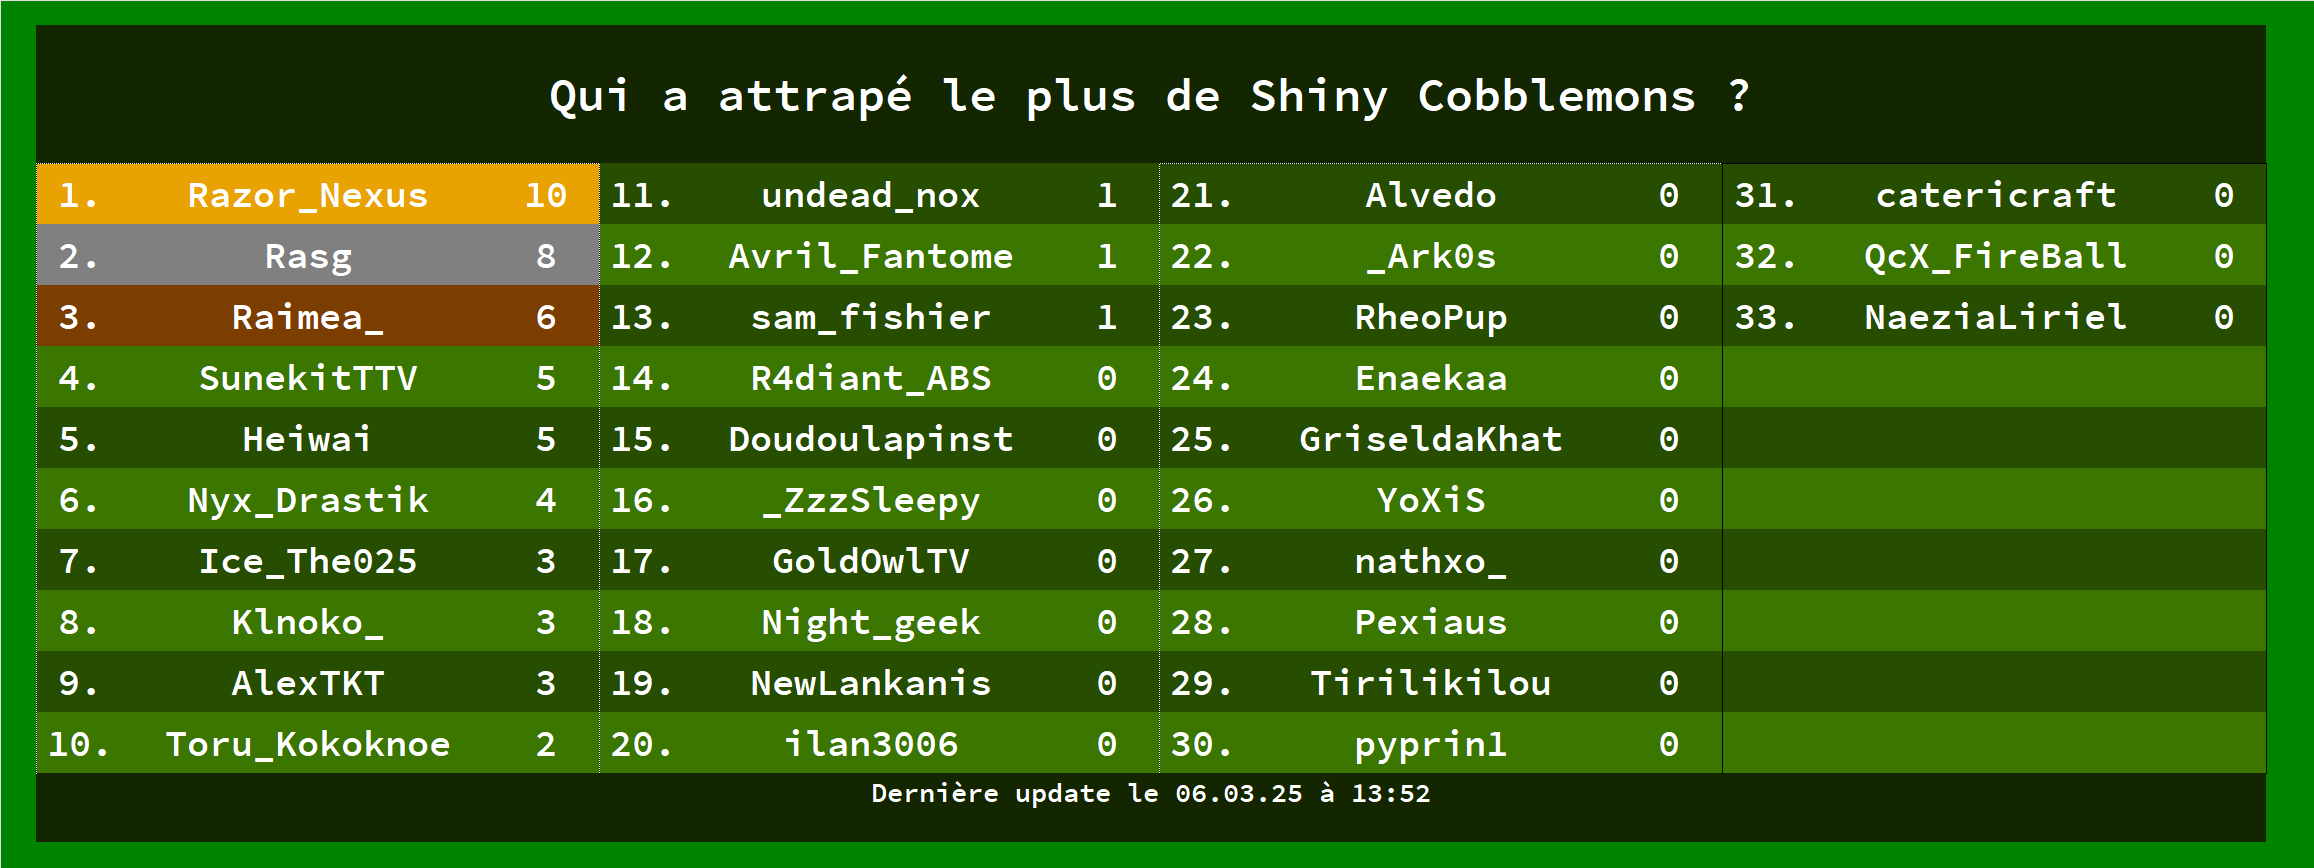 Qui a attrapé le plus de Shiny Cobblemons ?
1. Razor_Nexus 10
2. Rasg 8
3. Raimea_ 6
4. SunekitTTV 5
5. Heiwai 5
6. Nyx_Drastik 4
7. Ice_The025 3
8. Klnoko_ 3
9. AlexTKT 3
10. Toru_Kokoknoe 2
11. undead_nox 1
12. Avril_Fantome 1
13. sam_fishier 1
14. R4diant_ABS 0
15. Doudoulapinst 0
16. _ZzzSleepy 0
17. GoldOwlTV 0
18. Night_geek 0
19. NewLankanis 0
20. ilan3006 0
21. Alvedo 0
22. _Ark0s 0
23. RheoPup 0
24. Enaekaa 0
25. GriseldaKhat 0
26. YoXiS 0
27. nathxo_ 0
28. Pexiaus 0
29. Tirilikilou 0
30. pyprin1 0
31. catericraft 0
32. QcX_FireBall 0
33. NaeziaLiriel 0
Dernière update le 06.03.25 à 13:52